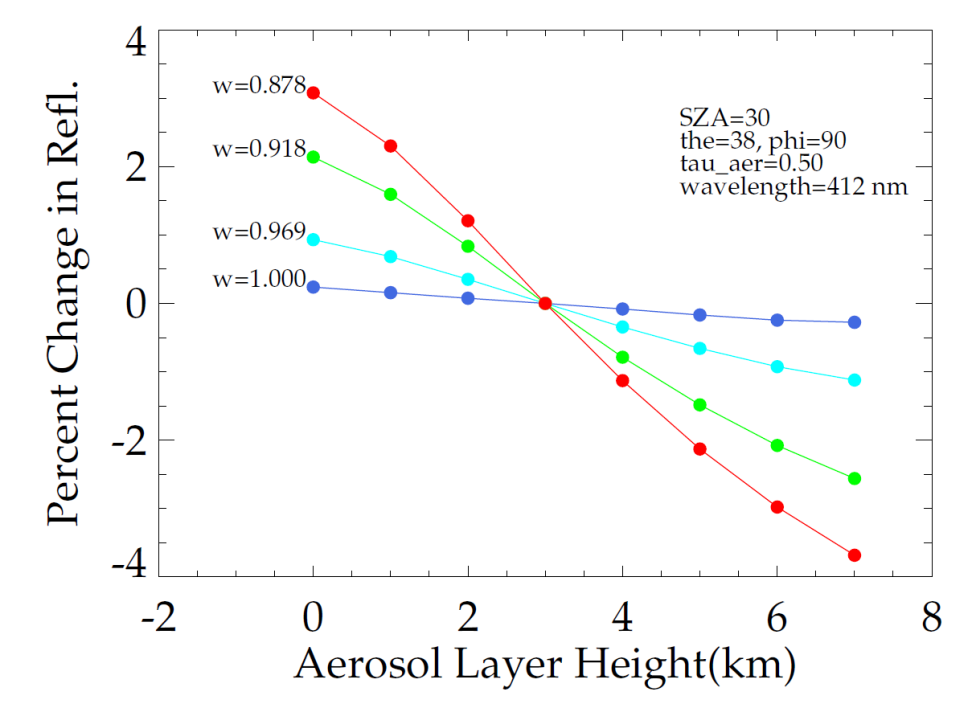 Percent Change in Refl.
4
2
0
-2
-4
w=0.878
w=0.918
w=0.969
w=1.000
SZA=30
the=38, phi=90
tau_aer=0.50
wavelength=412 nm
-2 0 2 4 6 8
Aerosol Layer Height(km)